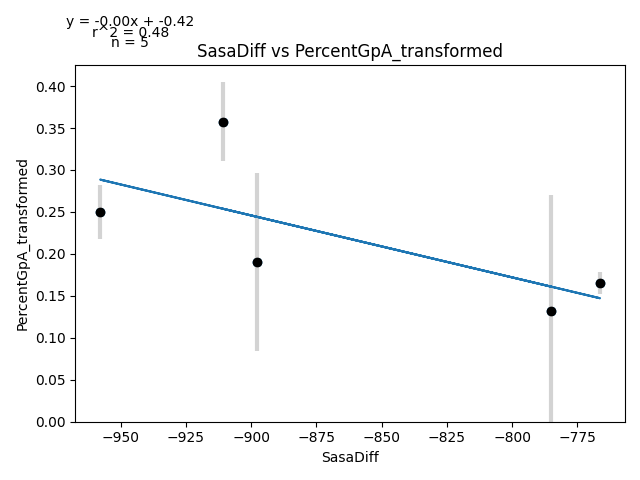 y = -0.00x + -0.42
r^2 = 0.48
n = 5
SasaDiff vs PercentGpA_transformed
PercentGpA_transformed
0.40
0.35
0.30
0.25
0.20
0.15
0.10
0.05
0.00
−950 −925 −900 −875 −850 −825 −800 −775
SasaDiff